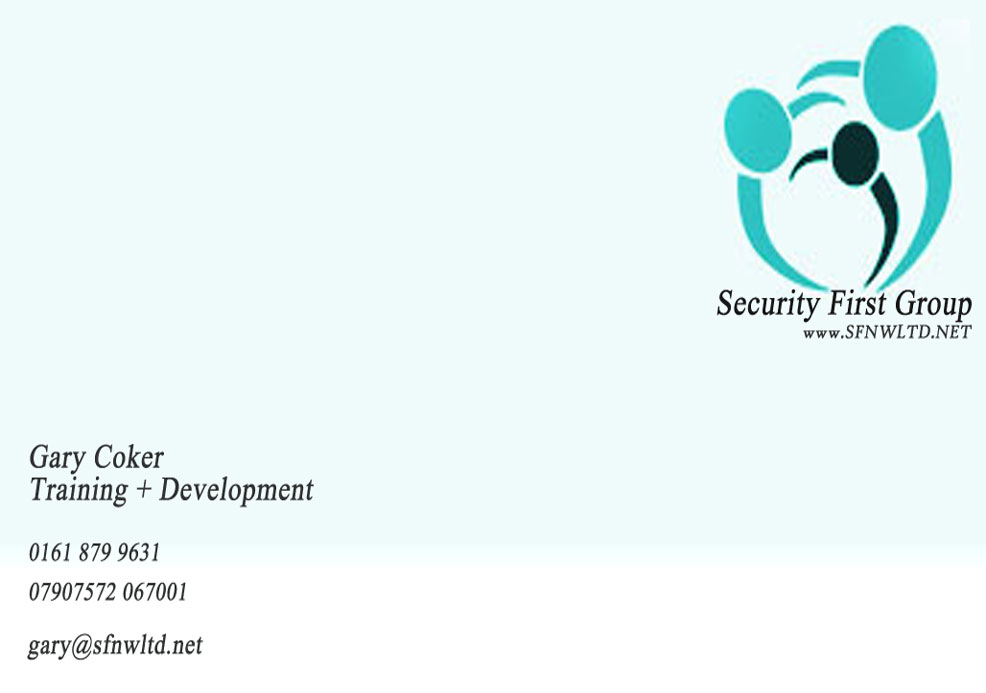 Security First Group
www.SFNWLTD.NET
Gary Coker
Training + Development
0161 879 9631
07907572 067001
gary@sfnwltd.net